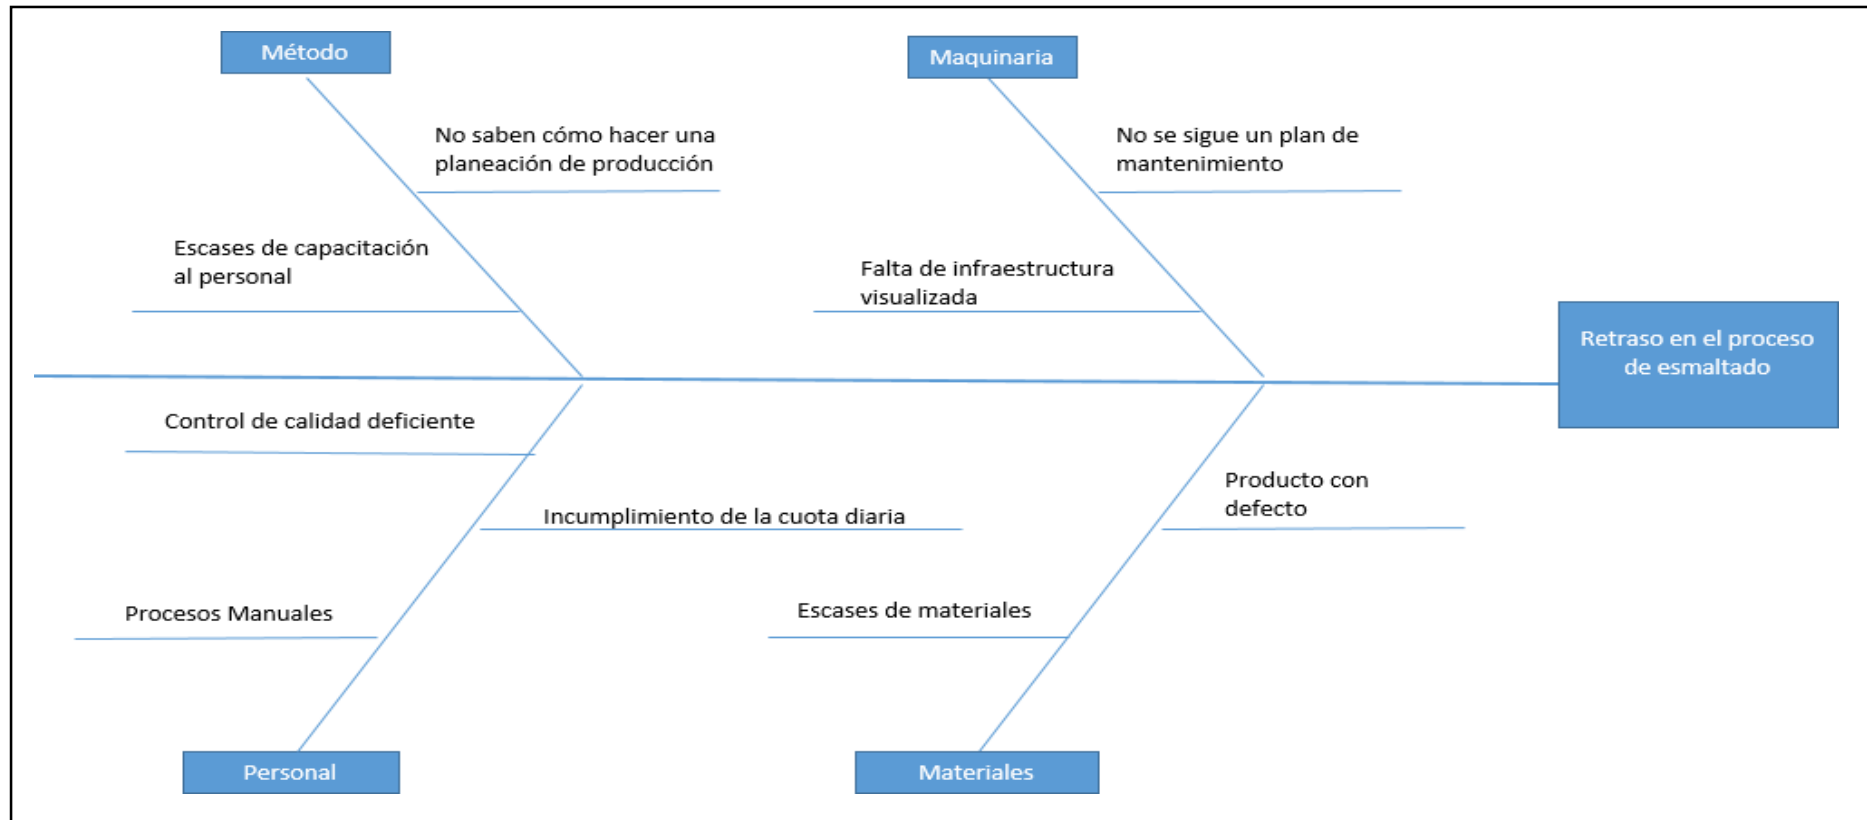 Método
Maquinaria
No saben cómo hacer una
planeación de producción
No se sigue un plan de
mantenimiento
Escases de capacitación
al personal
Falta de infraestructura
visualizada
Retraso en el proceso
de esmaltado
Control de calidad deficiente
Incumplimiento de la cuota diaria
Producto con
defecto
Procesos Manuales
Escases de materiales
Personal
Materiales